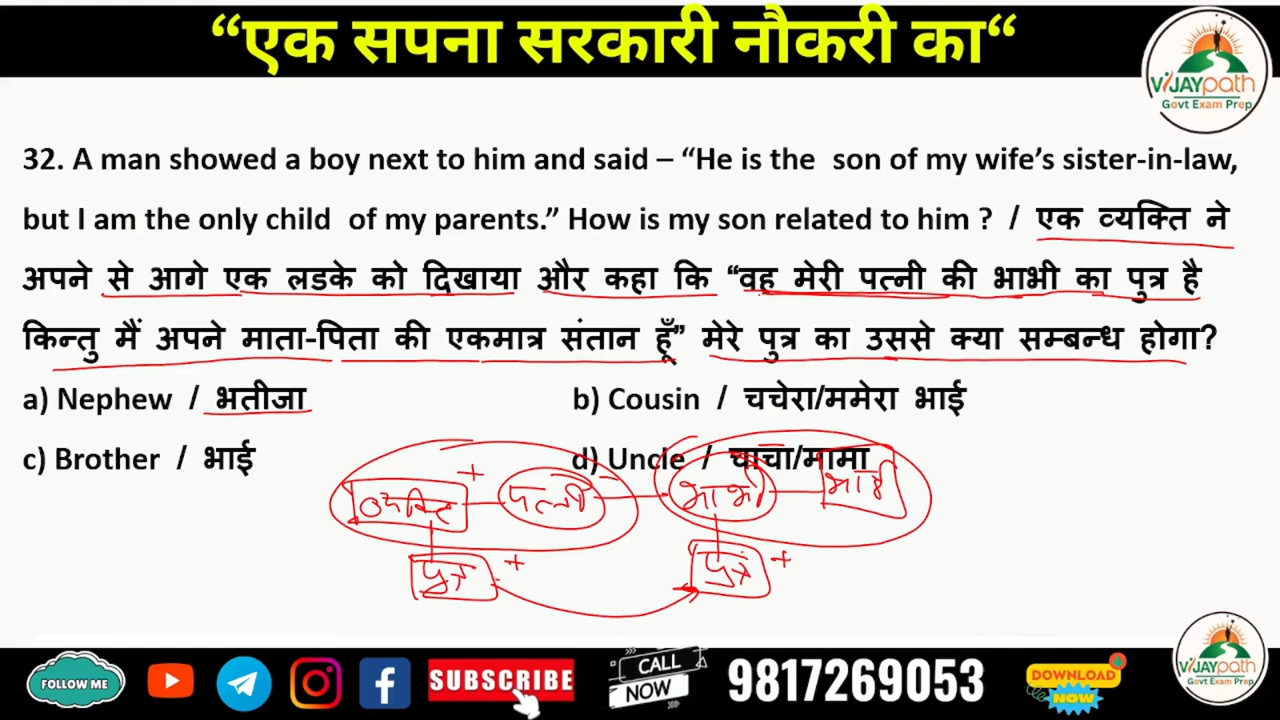 “एक सपना सरकारी नौकरी का“
VIJAYpath
Govt Exam Prep
32. A man showed a boy next to him and said – “He is the son of my wife’s sister-in-law,
but I am the only child of my parents.” How is my son related to him ? / एक व्यक्ति ने
अपने से आगे एक लडके को दिखाया और कहा कि “वह मेरी पत्नी की भाभी का पुत्र है
किन्तु मैं अपने माता-पिता की एकमात्र संतान हूँ” मेरे पुत्र का उससे क्या सम्बन्ध होगा?
a) Nephew / भतीजा
b) Cousin / चचेरा/ममेरा भाई
c) Brother / भाई
d) Uncle / चाचा/मामा
व्यक्ति + पत्नी - भाभी भाई
पुत्र + पुत्र +
FOLLOW ME
SUBSCRIBE
CALL
NOW
9817269053
DOWNLOAD
NOW
VIJAYpath
Govt Exam Prep